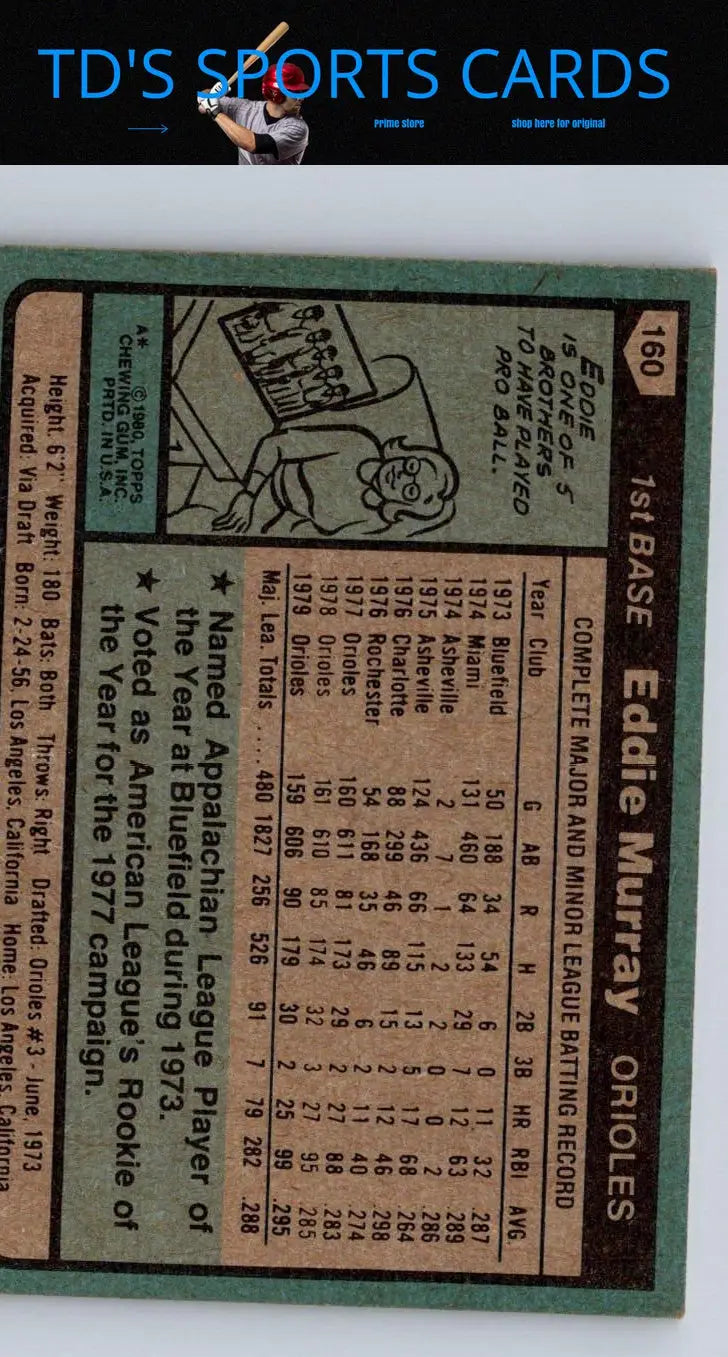 TD'S SPORTS CARDS
Prime store
shop here for original
160
1st BASE Eddie Murray ORIOLES
EDDIE
IS ONE OF 5
BROTHERS
TO HAVE PLAYED
PRO BALL.
A* © 1980, TOPPS
CHEWING GUM, INC.
PRTD. IN U.S.A.
COMPLETE MAJOR AND MINOR LEAGUE BATTING RECORD
Year Club G AB R H 2B 3B HR RBI AVG.
1973 Bluefield 50 188 34 54 6 0 11 32 .287
1974 Miami 131 460 64 133 29 7 12 63 .289
1974 Asheville 2 7 1 2 2 0 0 2 .286
1975 Asheville 124 436 66 115 13 5 17 68 .264
1976 Charlotte 88 299 46 89 15 2 12 46 .298
1976 Rochester 54 168 35 46 6 2 11 40 .274
1977 Orioles 160 611 81 173 29 2 27 88 .283
1978 Orioles 161 610 85 174 32 3 27 95 .285
1979 Orioles 159 606 90 179 30 2 25 99 .295
Maj. Lea. Totals .... 480 1827 256 526 91 7 79 282 .288
★ Named Appalachian League Player of
the Year at Bluefield during 1973.
★ Voted as American League's Rookie of
the Year for the 1977 campaign.
Height: 6'2" Weight: 180 Bats: Both Throws: Right Drafted: Orioles #3 - June, 1973
Acquired: Via Draft Born: 2-24-56, Los Angeles, California Home: Los Angeles, California